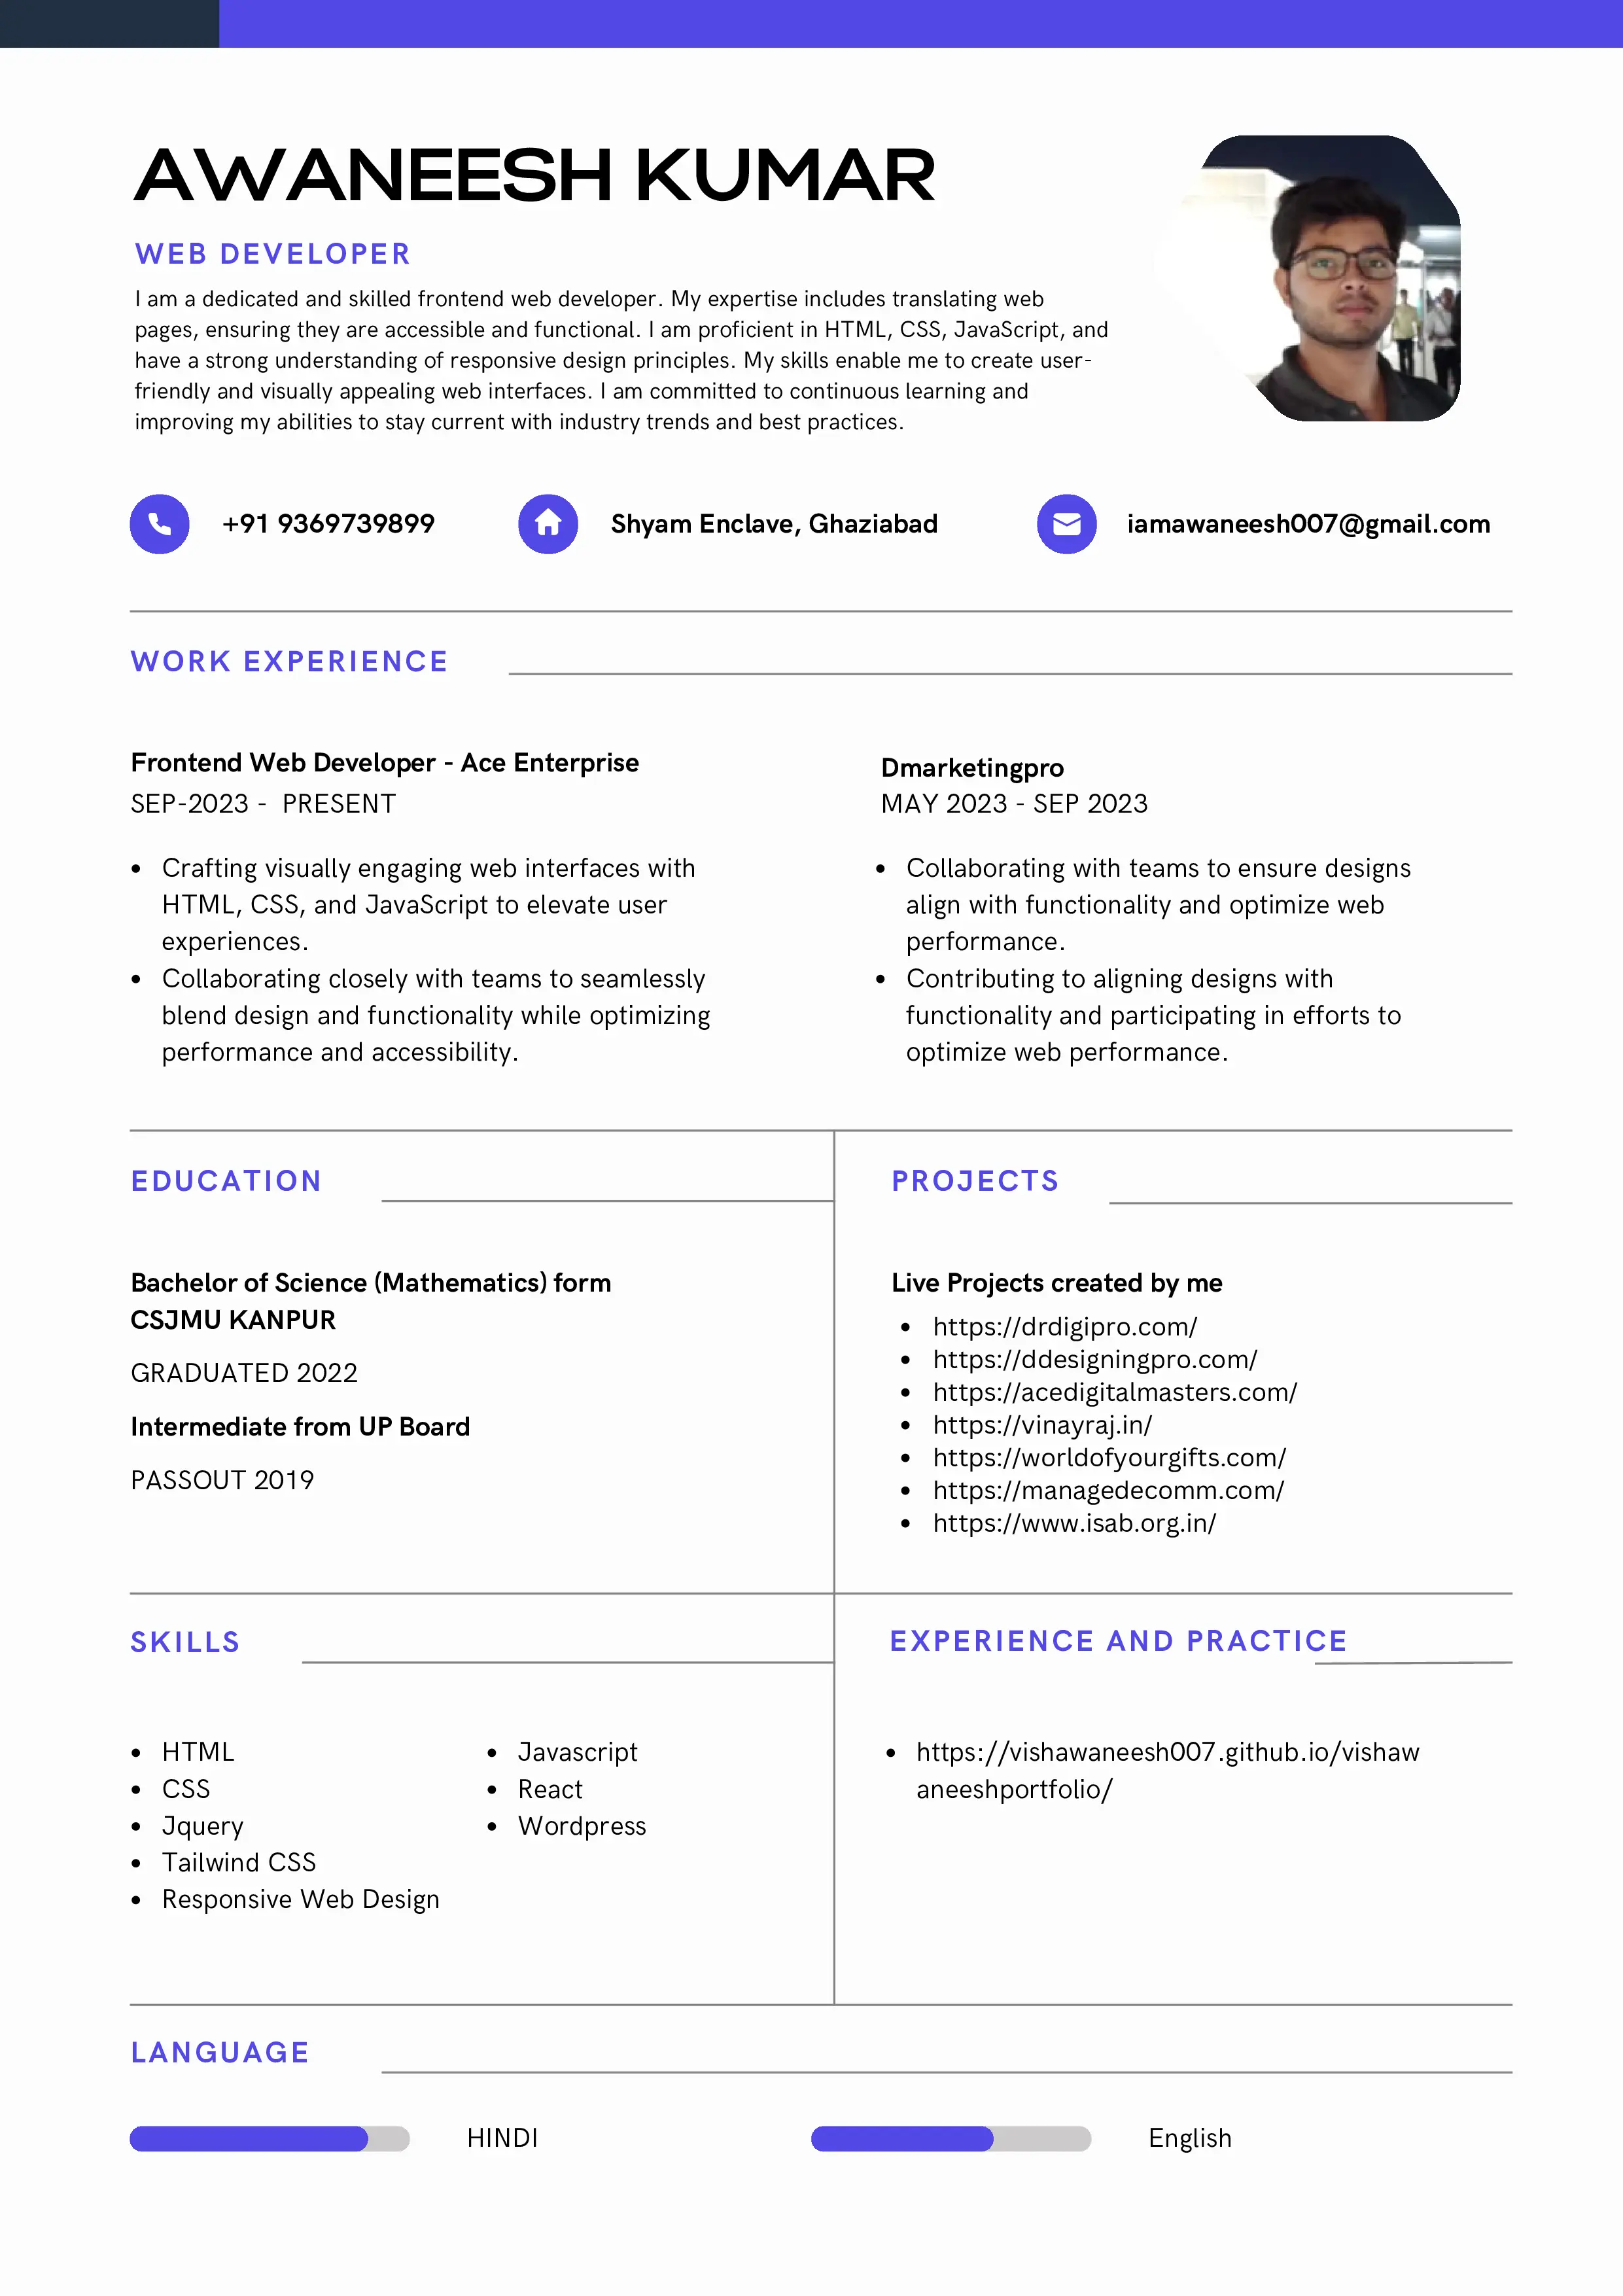 AWANEESH KUMAR
WEB DEVELOPER
I am a dedicated and skilled frontend web developer. My expertise includes translating web
pages, ensuring they are accessible and functional. I am proficient in HTML, CSS, JavaScript, and
have a strong understanding of responsive design principles. My skills enable me to create user-
friendly and visually appealing web interfaces. I am committed to continuous learning and
improving my abilities to stay current with industry trends and best practices.
+91 9369739899
Shyam Enclave, Ghaziabad
iamawaneesh007@gmail.com
WORK EXPERIENCE
Frontend Web Developer - Ace Enterprise
SEP-2023 - PRESENT
• Crafting visually engaging web interfaces with
HTML, CSS, and JavaScript to elevate user
experiences.
• Collaborating closely with teams to seamlessly
blend design and functionality while optimizing
performance and accessibility.
Dmarketingpro
MAY 2023 - SEP 2023
• Collaborating with teams to ensure designs
align with functionality and optimize web
performance.
• Contributing to aligning designs with
functionality and participating in efforts to
optimize web performance.
EDUCATION
Bachelor of Science (Mathematics) form
CSJMU KANPUR
GRADUATED 2022
Intermediate from UP Board
PASSOUT 2019
PROJECTS
Live Projects created by me
• https://drdigipro.com/
• https://ddesigningpro.com/
• https://acedigitalmasters.com/
• https://vinayraj.in/
• https://worldofyourgifts.com/
• https://managedecomm.com/
• https://www.isab.org.in/
SKILLS
• HTML
• CSS
• Jquery
• Tailwind CSS
• Responsive Web Design
• Javascript
• React
• Wordpress
EXPERIENCE AND PRACTICE
• https://vishawaneesh007.github.io/vishaw
aneeshportfolio/
LANGUAGE
HINDI
English